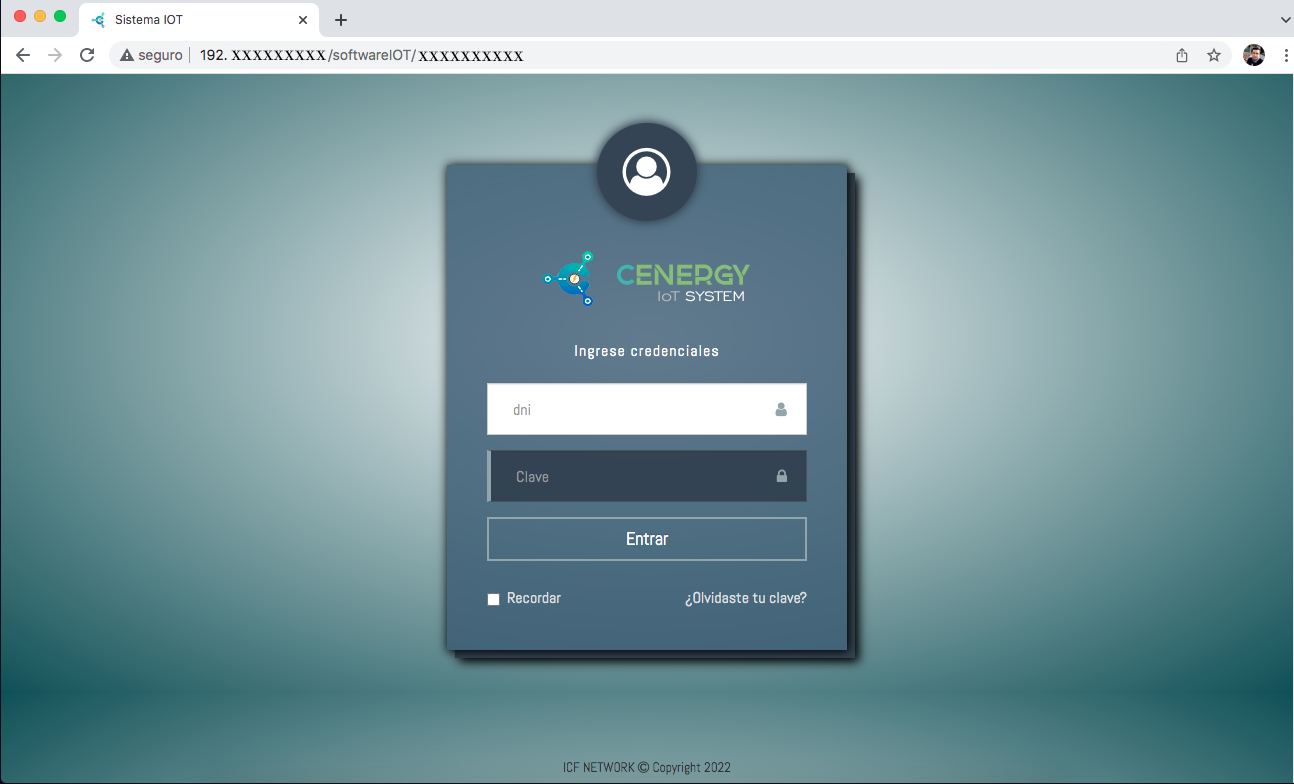 Sistema IOT
seguro 192. XXXXXXXXX/softwareIOT/XXXXXXXXXX
CENERGY
IoT SYSTEM
Ingrese credenciales
dni
Clave
Entrar
Recordar ¿Olvidaste tu clave?
ICF NETWORK © Copyright 2022